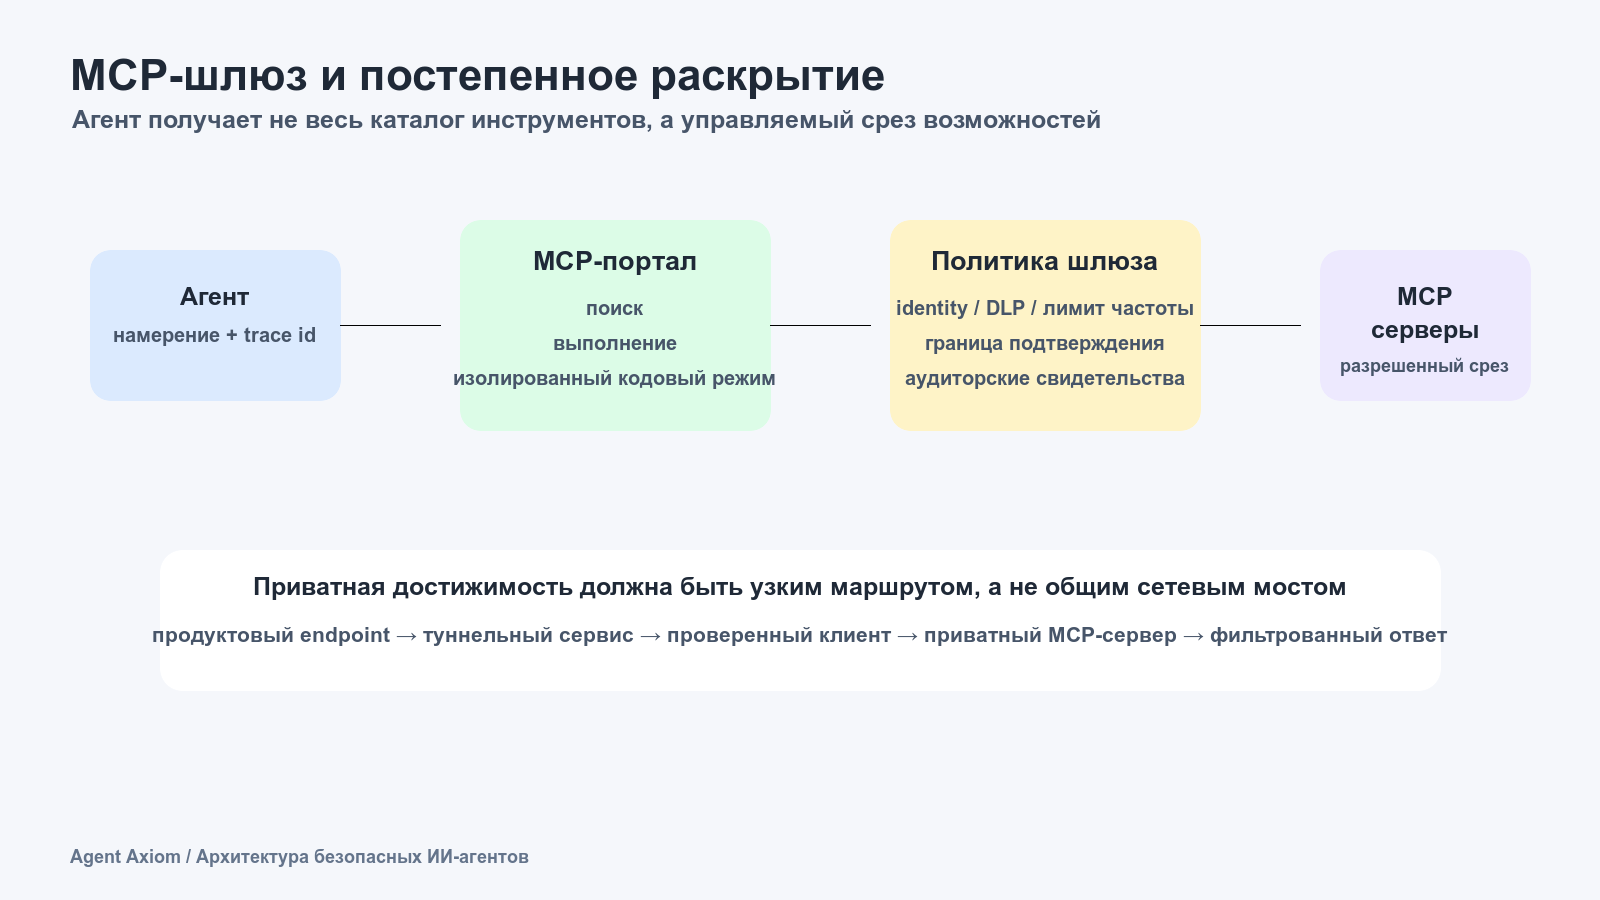 МСР-шлюз и постепенное раскрытие
Агент получает не весь каталог инструментов, а управляемый срез возможностей
Агент
намерение + trace id
МСР-портал
поиск
выполнение
изолированный кодовый режим
Политика шлюза
identity / DLP / лимит частоты
граница подтверждения
аудиторские свидетельства
MCP
серверы
разрешенный срез
Приватная достижимость должна быть узким маршрутом, а не общим сетевым мостом
продуктовый endpoint → туннельный сервис → проверенный клиент → приватный MCP-сервер → фильтрованный ответ
Agent Axiom / Архитектура безопасных ИИ-агентов